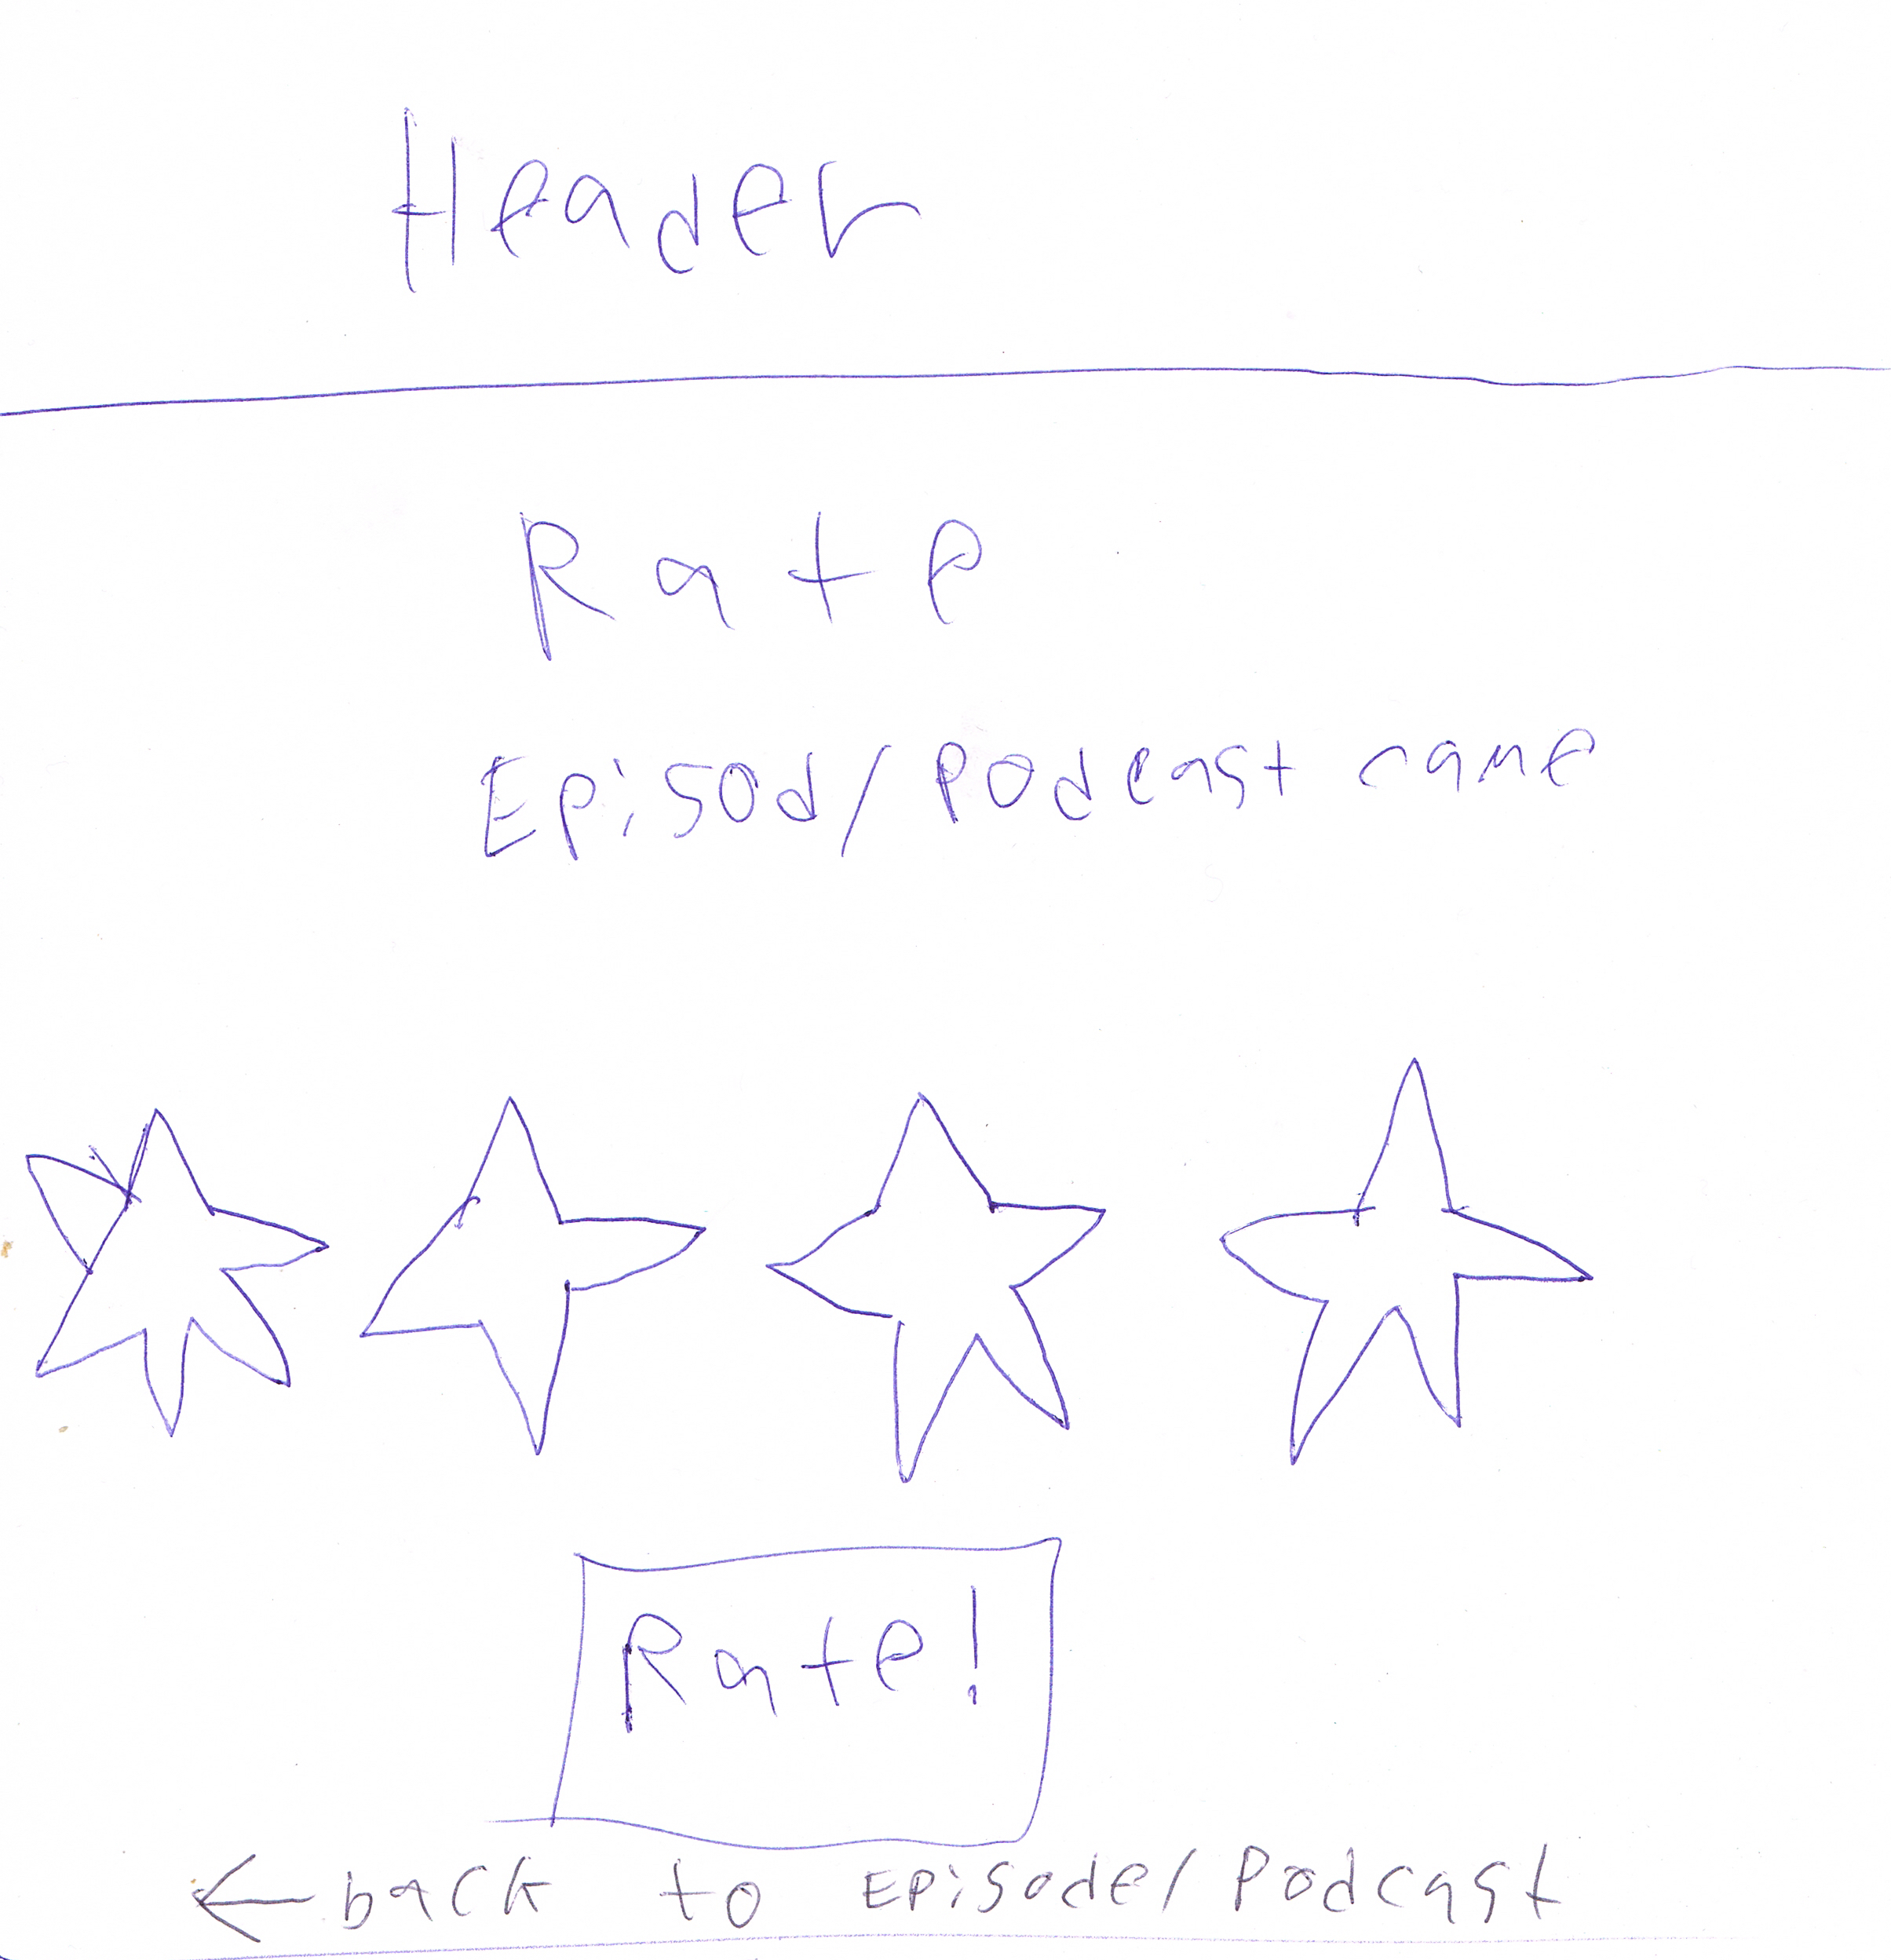 Header
Rate
Episod/Podcast name
Rate!
← back to Episode/Podcast